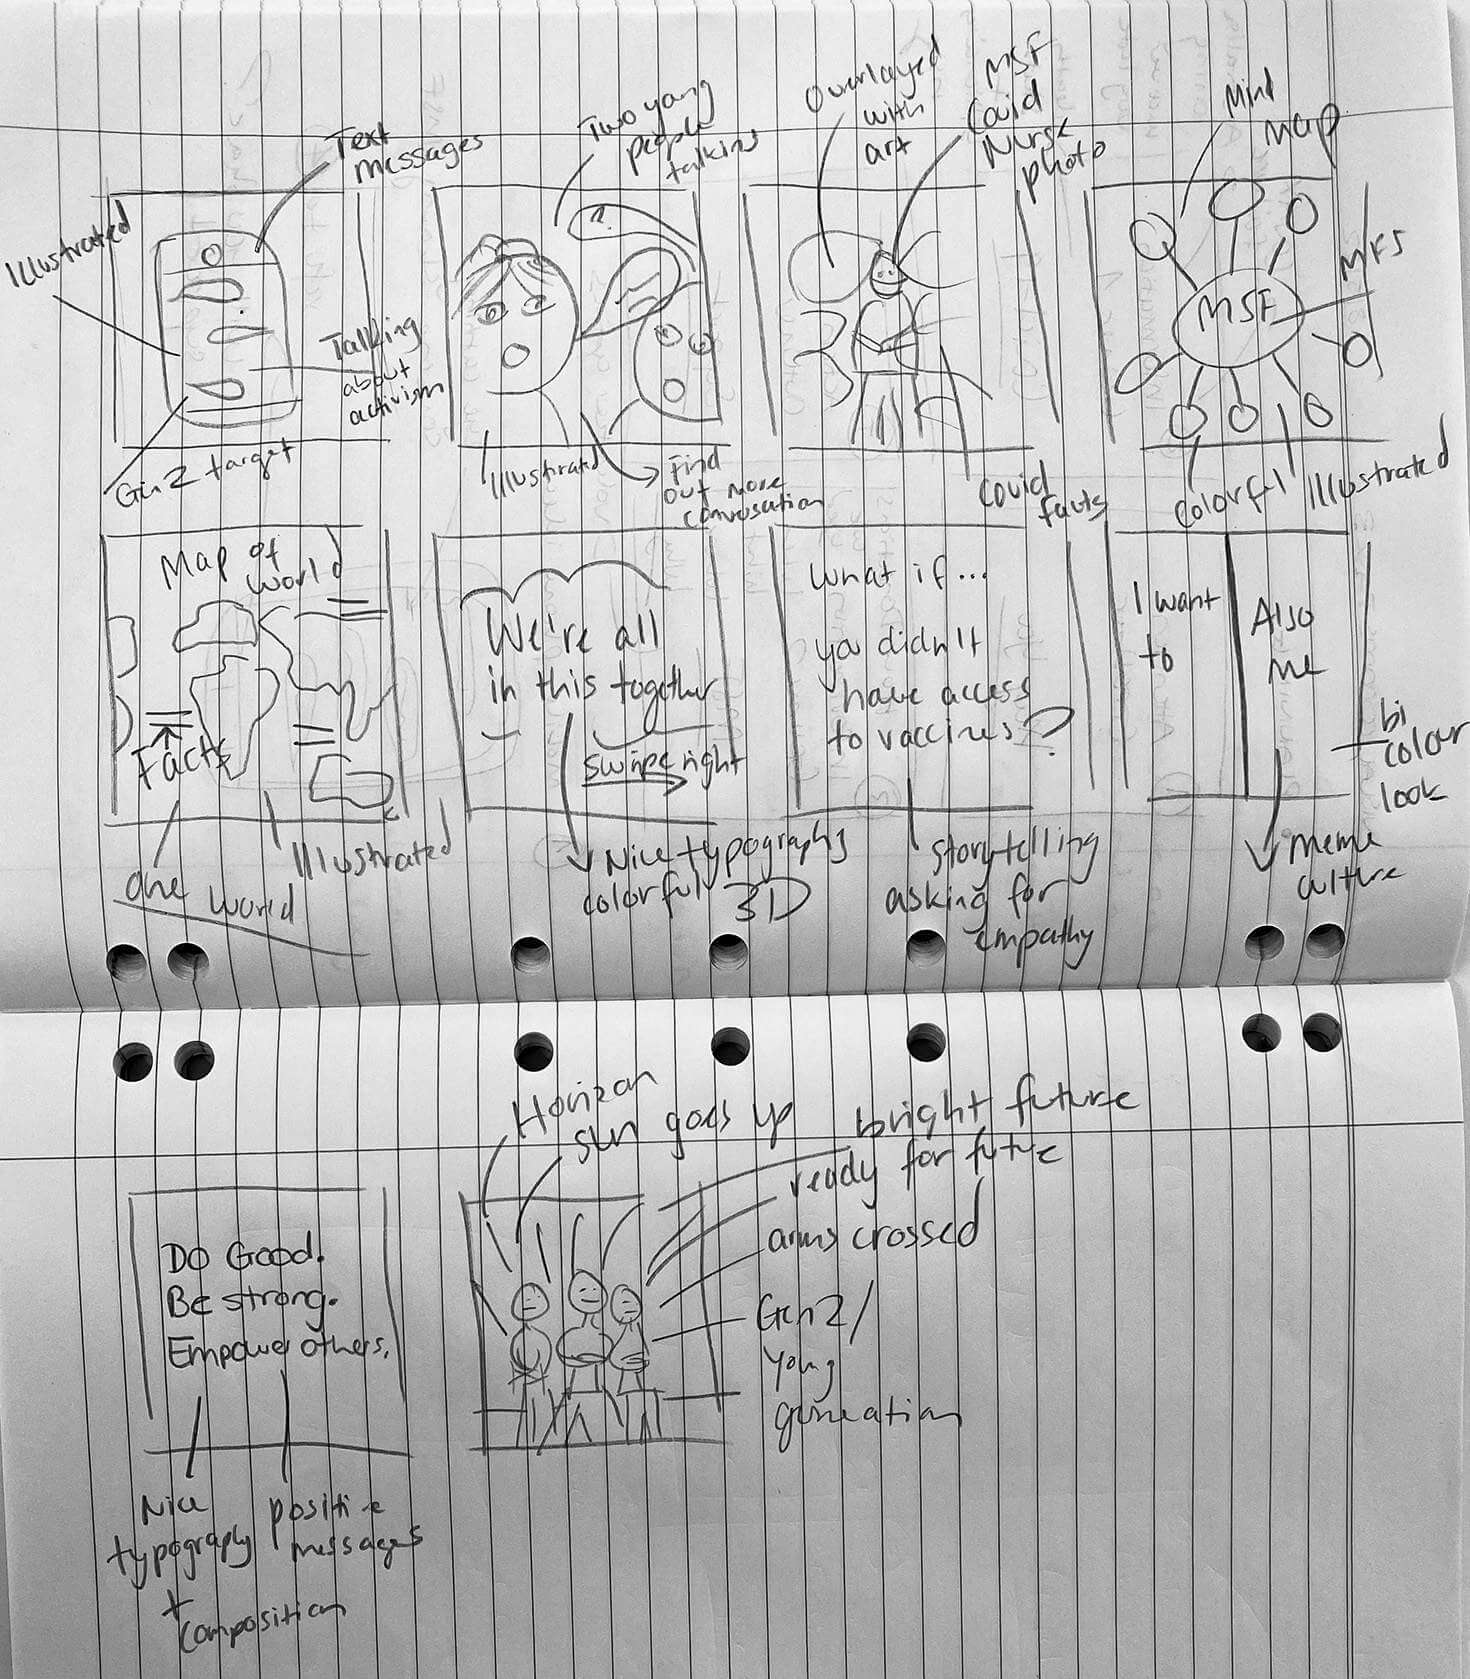 Text
messages
Illustrated
Talking
about
activism
Gen Z target
Two yang
people
talking
?
Illustrated
Find
out more
convusation
Overlayed
with
art
MSF
Covid
Nurse
photo
Covid
facts
Mind
map
MSF
MFS
Colorful
Illustrated
Map of
world
Facts
One world
Illustrated
We're all
in this together
swipe right
Nice typography
colorful 3D
What if...
you didn't
have access
to vaccines?
Storytelling
asking for
empathy
I want
to
Also
me
bi
colour
look
Meme
culture
Do Good.
Be strong.
Empower others.
Nice
typography
+
composition
positive
messages
Horizon
sun goes up
bright future
ready for future
arms crossed
Gen Z/
young
generation